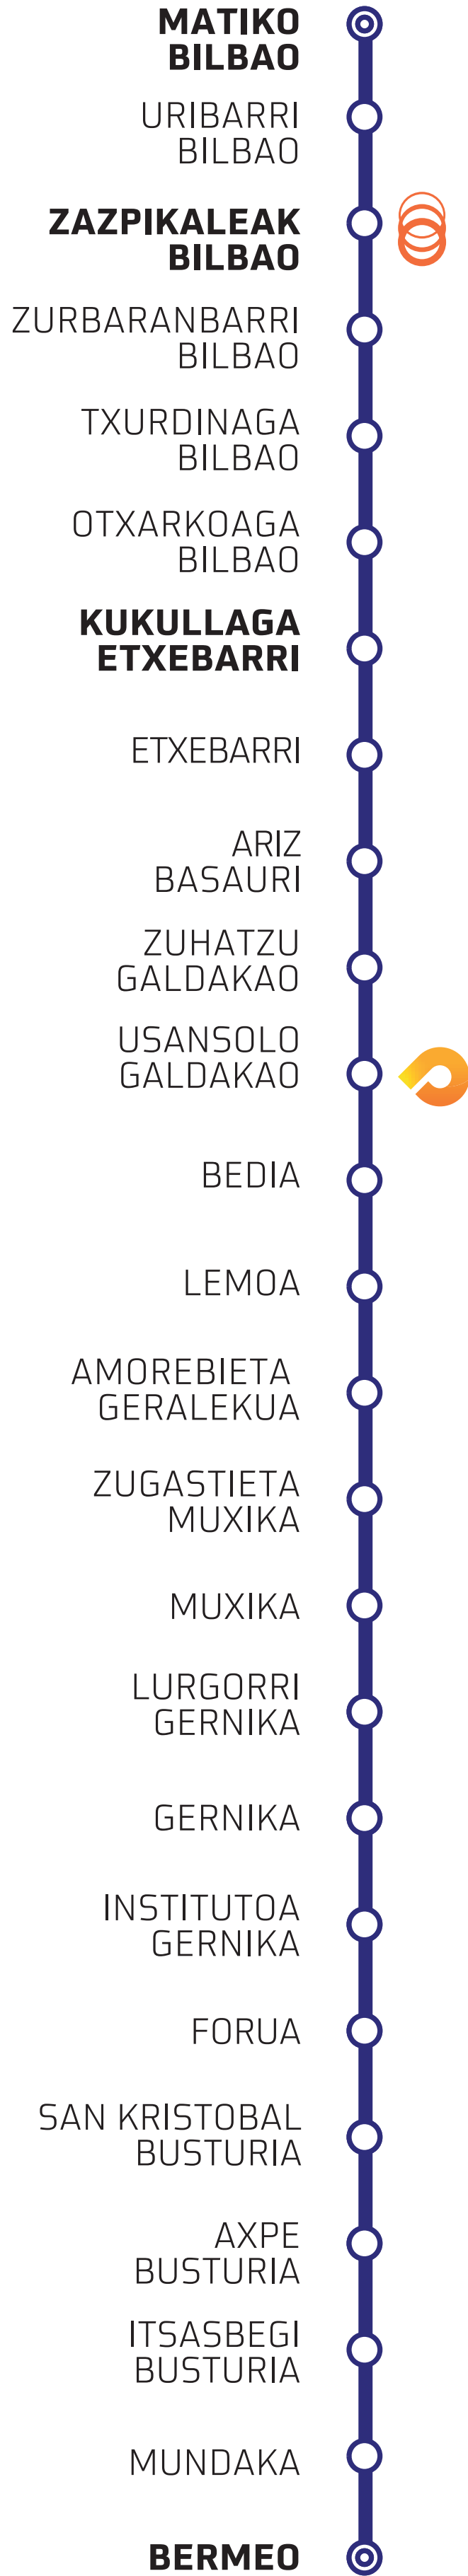 MATIKO
BILBAO
URIBARRI
BILBAO
ZAZPIKALEAK
BILBAO
ZURBARANBARRI
BILBAO
TXURDINAGA
BILBAO
OTXARKOAGA
BILBAO
KUKULLAGA
ETXEBARRI
ETXEBARRI
ARIZ
BASAURI
ZUHATZU
GALDAKAO
USANSOLO
GALDAKAO
BEDIA
LEMOA
AMOREBIETA
GERALEKUA
ZUGASTIETA
MUXIKA
MUXIKA
LURGORRI
GERNIKA
GERNIKA
INSTITUTOA
GERNIKA
FORUA
SAN KRISTOBAL
BUSTURIA
AXPE
BUSTURIA
ITSASBEGI
BUSTURIA
MUNDAKA
BERMEO